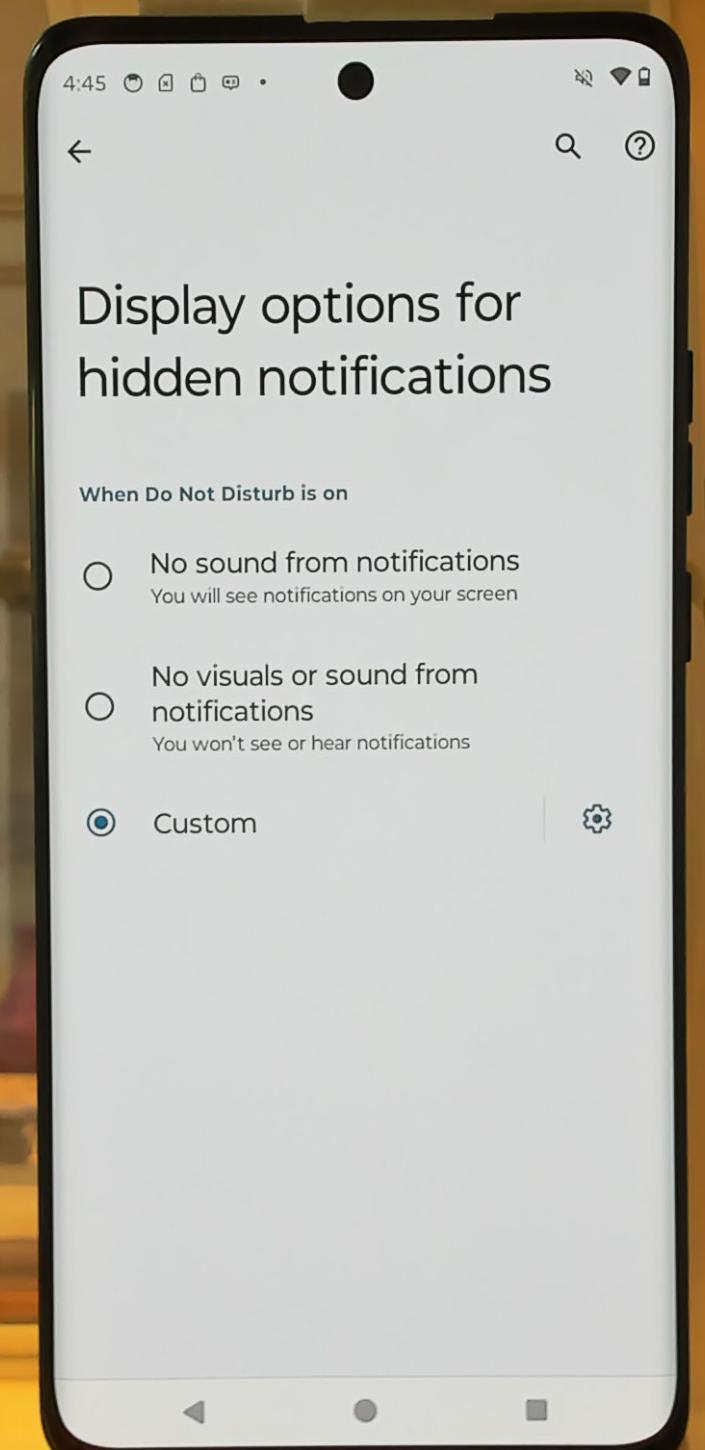 4:45
Display options for
hidden notifications
When Do Not Disturb is on
No sound from notifications
You will see notifications on your screen
No visuals or sound from
notifications
You won't see or hear notifications
Custom